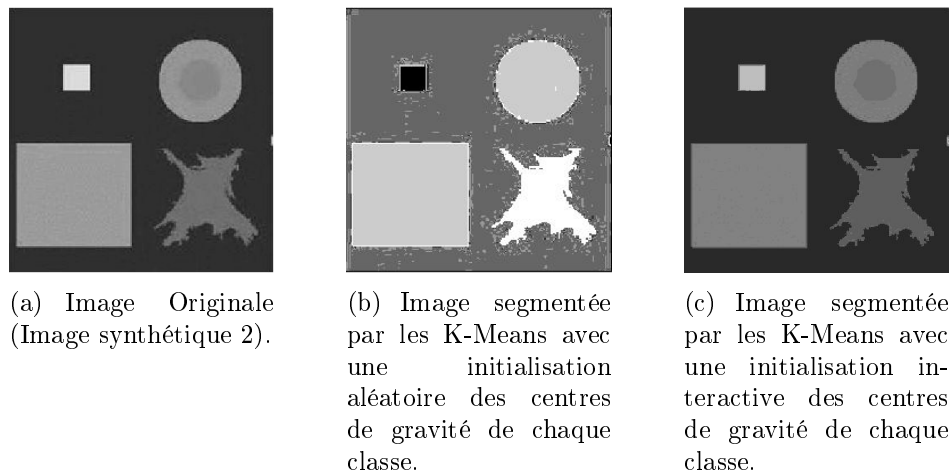 (a) Image Originale
(Image synthétique 2).
(b) Image segmentée
par les K-Means avec
une initialisation
aléatoire des centres
de gravité de chaque
classe.
(c) Image segmentée
par les K-Means avec
une initialisation in-
teractive des centres
de gravité de chaque
classe.